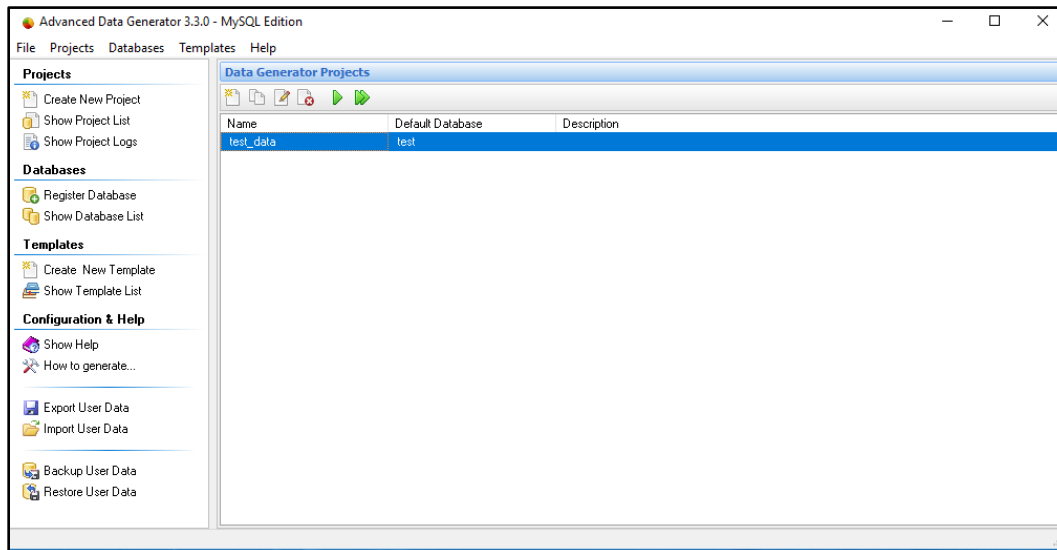 Advanced Data Generator 3.3.0 - MySQL Edition
File Projects Databases Templates Help
Projects
Create New Project
Show Project List
Show Project Logs
Databases
Register Database
Show Database List
Templates
Create New Template
Show Template List
Configuration & Help
Show Help
How to generate...
Export User Data
Import User Data
Backup User Data
Restore User Data
Data Generator Projects
Name Default Database Description
test_data test